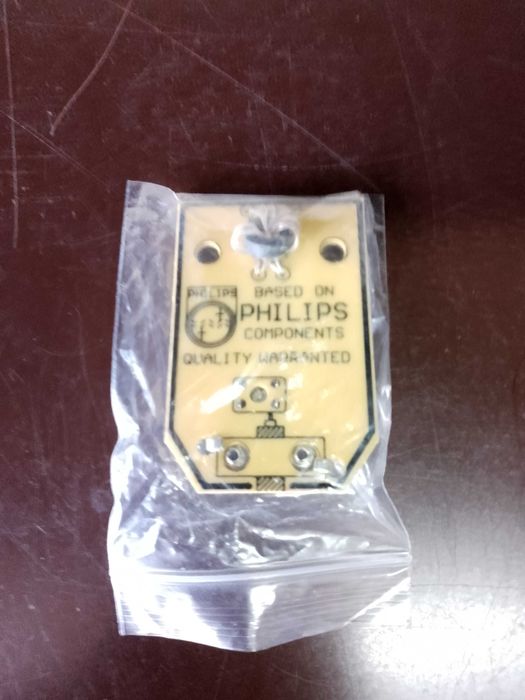 PHILIPS
BASED ON
PHILIPS
COMPONENTS
QUALITY WARRANTED